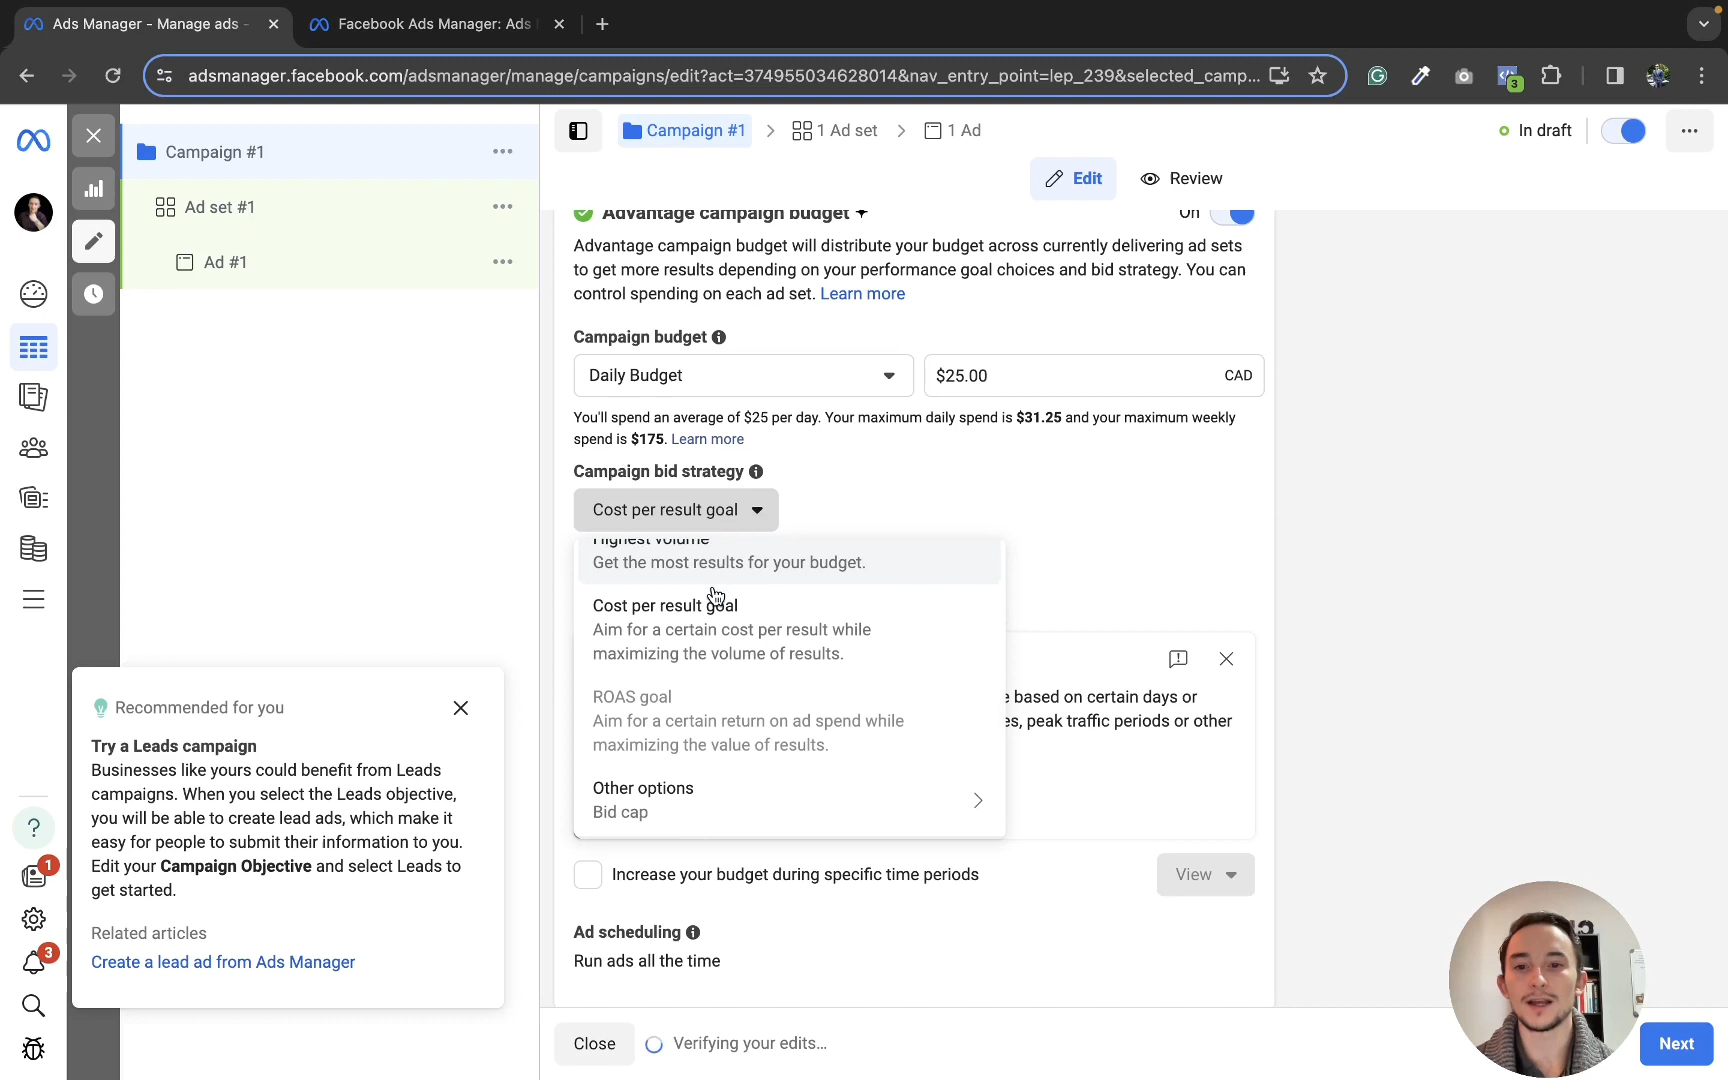 Ads Manager - Manage ads -
Facebook Ads Manager: Ads
adsmanager.facebook.com/adsmanager/manage/campaigns/edit?act=374955034628014&nav_entry_point=lep_239&selected_camp...
3
Campaign #1
Ad set #1
Ad #1
Campaign #1
1 Ad set
1 Ad
In draft
Edit
Review
Advantage campaign budget
On
Advantage campaign budget will distribute your budget across currently delivering ad sets
to get more results depending on your performance goal choices and bid strategy. You can
control spending on each ad set. Learn more
Campaign budget
Daily Budget
$25.00
CAD
You'll spend an average of $25 per day. Your maximum daily spend is $31.25 and your maximum weekly
spend is $175. Learn more
Campaign bid strategy
Cost per result goal
Highest volume
Get the most results for your budget.
Cost per result goal
Aim for a certain cost per result while
maximizing the volume of results.
ROAS goal
Aim for a certain return on ad spend while
maximizing the value of results.
Other options
Bid cap
based on certain days or
es, peak traffic periods or other
Increase your budget during specific time periods
View
Ad scheduling
Run ads all the time
Close
Verifying your edits...
Next
Recommended for you
Try a Leads campaign
Businesses like yours could benefit from Leads
campaigns. When you select the Leads objective,
you will be able to create lead ads, which make it
easy for people to submit their information to you.
Edit your Campaign Objective and select Leads to
get started.
Related articles
Create a lead ad from Ads Manager
?
1
3